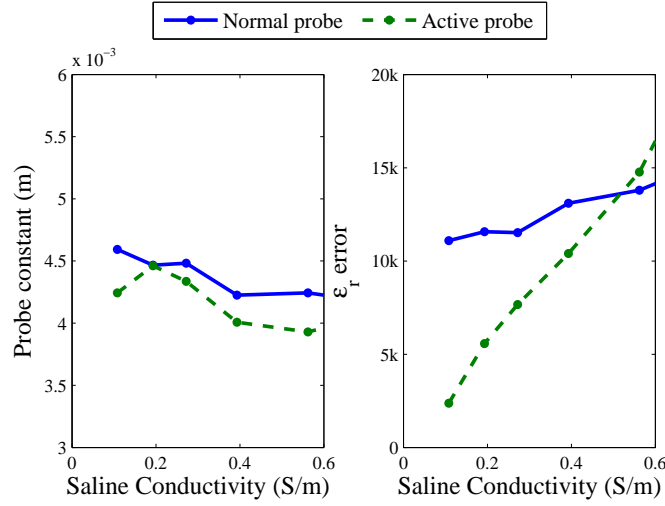 Normal probe
Active probe
x 10⁻³
6
5.5
5
4.5
4
3.5
3
0
0.2
0.4
0.6
Probe constant (m)
Saline Conductivity (S/m)
20k
15k
10k
5k
0
0
0.2
0.4
0.6
εᵣ error
Saline Conductivity (S/m)